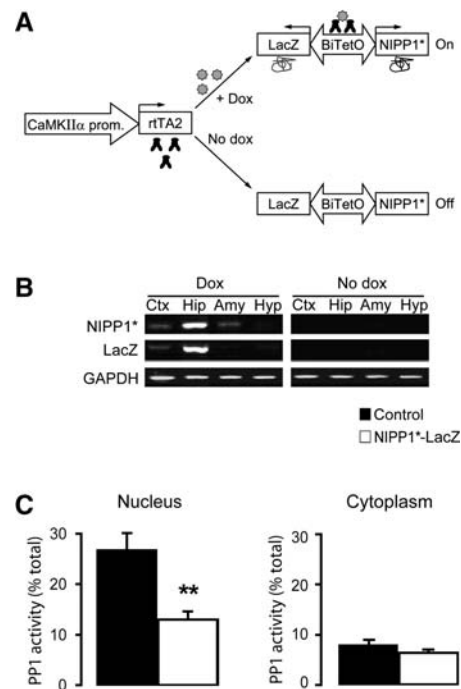 A
LacZ BiTetO NIPP1* On
+ Dox
CaMKIIα prom. rtTA2
No dox
LacZ BiTetO NIPP1* Off
B
Dox No dox
Ctx Hip Amy Hyp Ctx Hip Amy Hyp
NIPP1*
LacZ
GAPDH
Control
NIPP1*-LacZ
C
Nucleus Cytoplasm
PP1 activity (% total)
30
20
10
0
**
PP1 activity (% total)
30
20
10
0